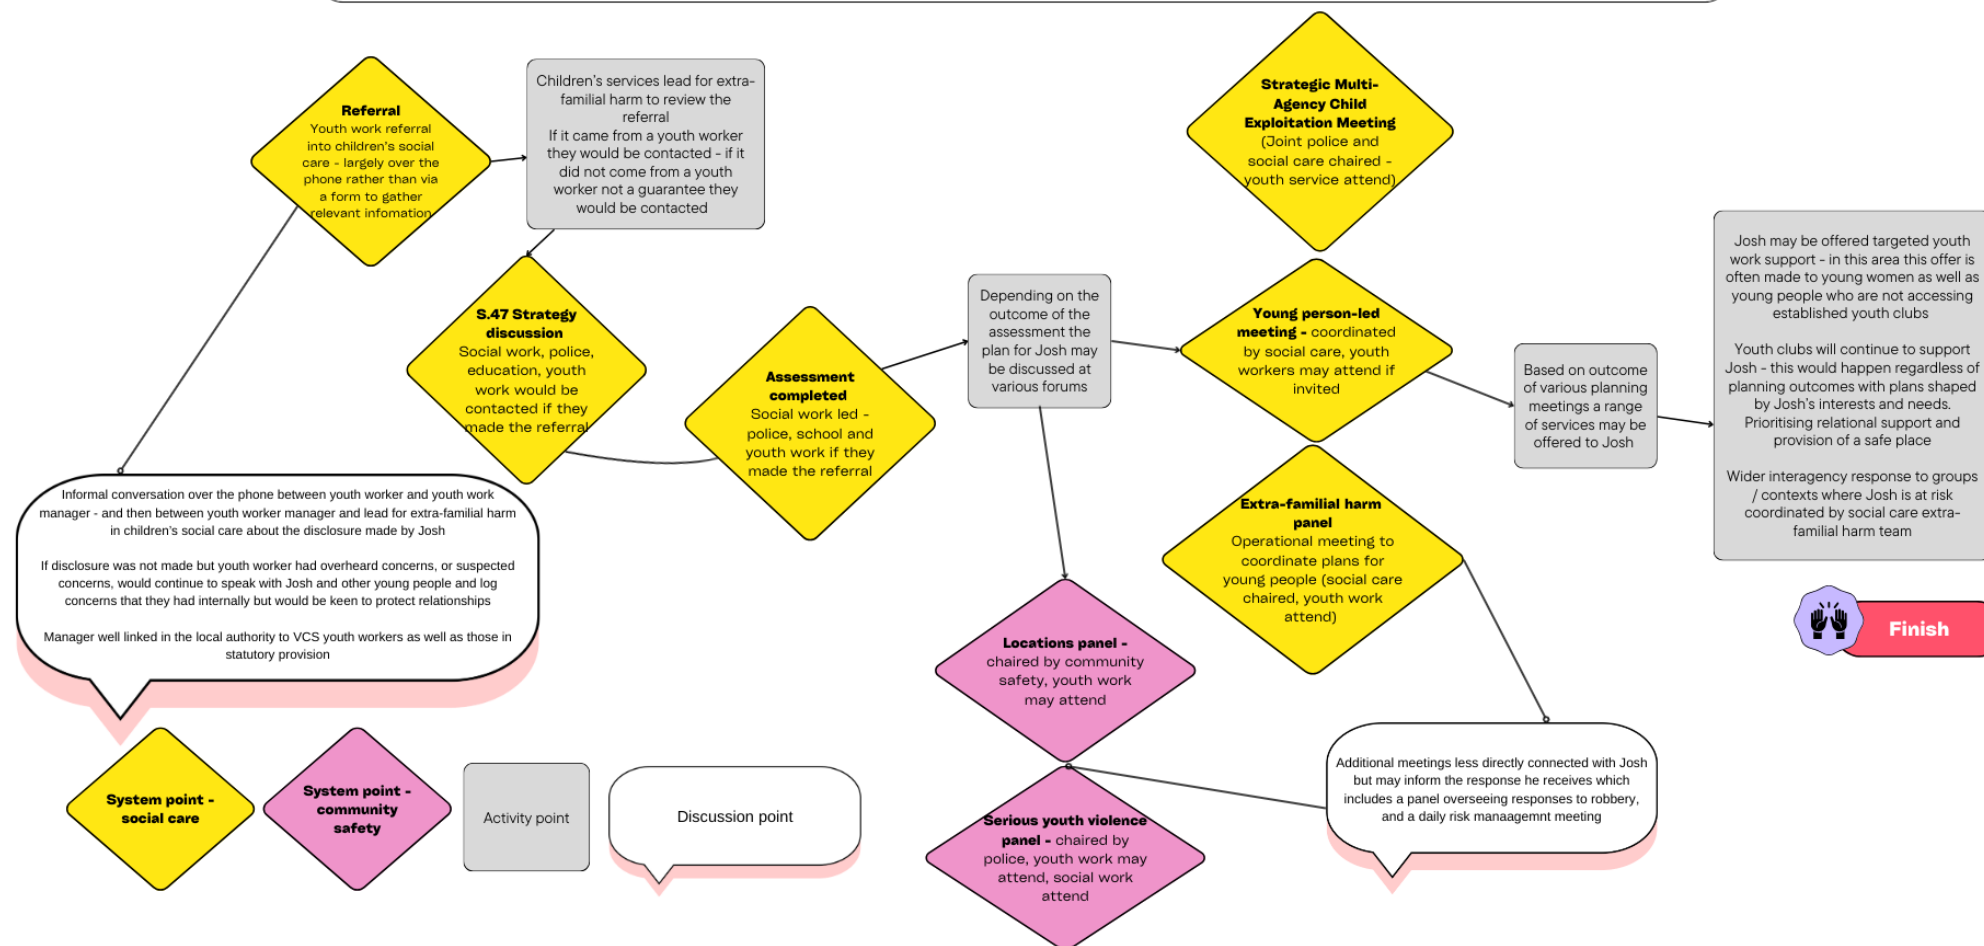 Referral
Youth work referral
into children's social
care - largely over the
phone rather than via
a form to gather
relevant infomation
Children's services lead for extra-
familial harm to review the
referral
If it came from a youth worker
they would be contacted - if it
did not come from a youth
worker not a guarantee they
would be contacted
S.47 Strategy
discussion
Social work, police,
education, youth
work would be
contacted if they
made the referral
Assessment
completed
Social work led -
police, school and
youth work if they
made the referral
Depending on the
outcome of the
assessment the
plan for Josh may
be discussed at
various forums
Strategic Multi-
Agency Child
Exploitation Meeting
(Joint police and
social care chaired -
youth service attend)
Young person-led
meeting - coordinated
by social care, youth
workers may attend if
invited
Extra-familial harm
panel
Operational meeting to
coordinate plans for
young people (social care
chaired, youth work
attend)
Locations panel -
chaired by community
safety, youth work
may attend
Serious youth violence
panel - chaired by
police, youth work may
attend, social work
attend
Based on outcome
of various planning
meetings a range
of services may be
offered to Josh
Josh may be offered targeted youth
work support - in this area this offer is
often made to young women as well as
young people who are not accessing
established youth clubs
Youth clubs will continue to support
Josh - this would happen regardless of
planning outcomes with plans shaped
by Josh's interests and needs.
Prioritising relational support and
provision of a safe place
Wider interagency response to groups
/ contexts where Josh is at risk
coordinated by social care extra-
familial harm team
Finish
Informal conversation over the phone between youth worker and youth work
manager - and then between youth worker manager and lead for extra-familial harm
in children's social care about the disclosure made by Josh
If disclosure was not made but youth worker had overheard concerns, or suspected
concerns, would continue to speak with Josh and other young people and log
concerns that they had internally but would be keen to protect relationships
Manager well linked in the local authority to VCS youth workers as well as those in
statutory provision
Additional meetings less directly connected with Josh
but may inform the response he receives which
includes a panel overseeing responses to robbery,
and a daily risk manaagemnt meeting
System point -
social care
System point -
community
safety
Activity point
Discussion point